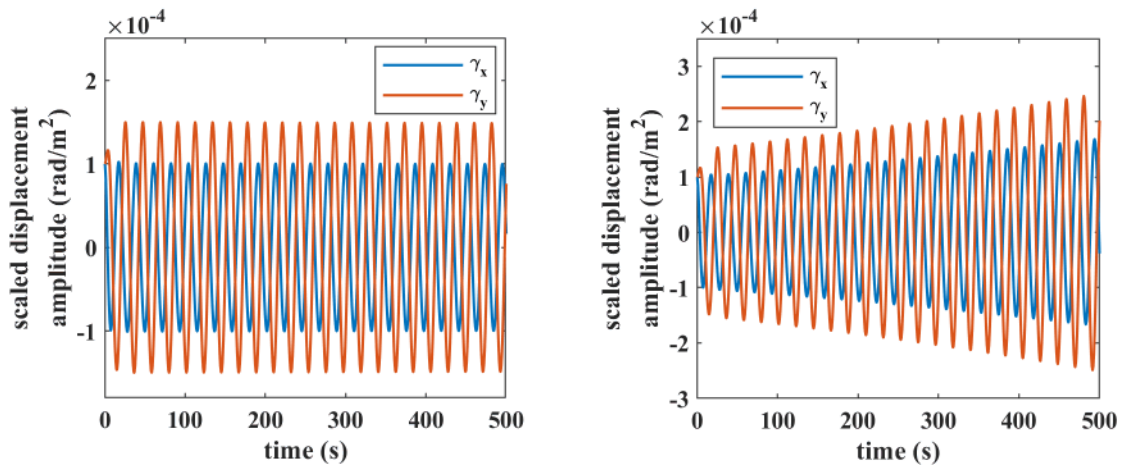 ×10⁻⁴
scaled displacement
amplitude (rad/m²)
2
1
0
-1
γx
γy
0 100 200 300 400 500
time (s)
×10⁻⁴
scaled displacement
amplitude (rad/m²)
3
2
1
0
-1
-2
-3
γx
γy
0 100 200 300 400 500
time (s)